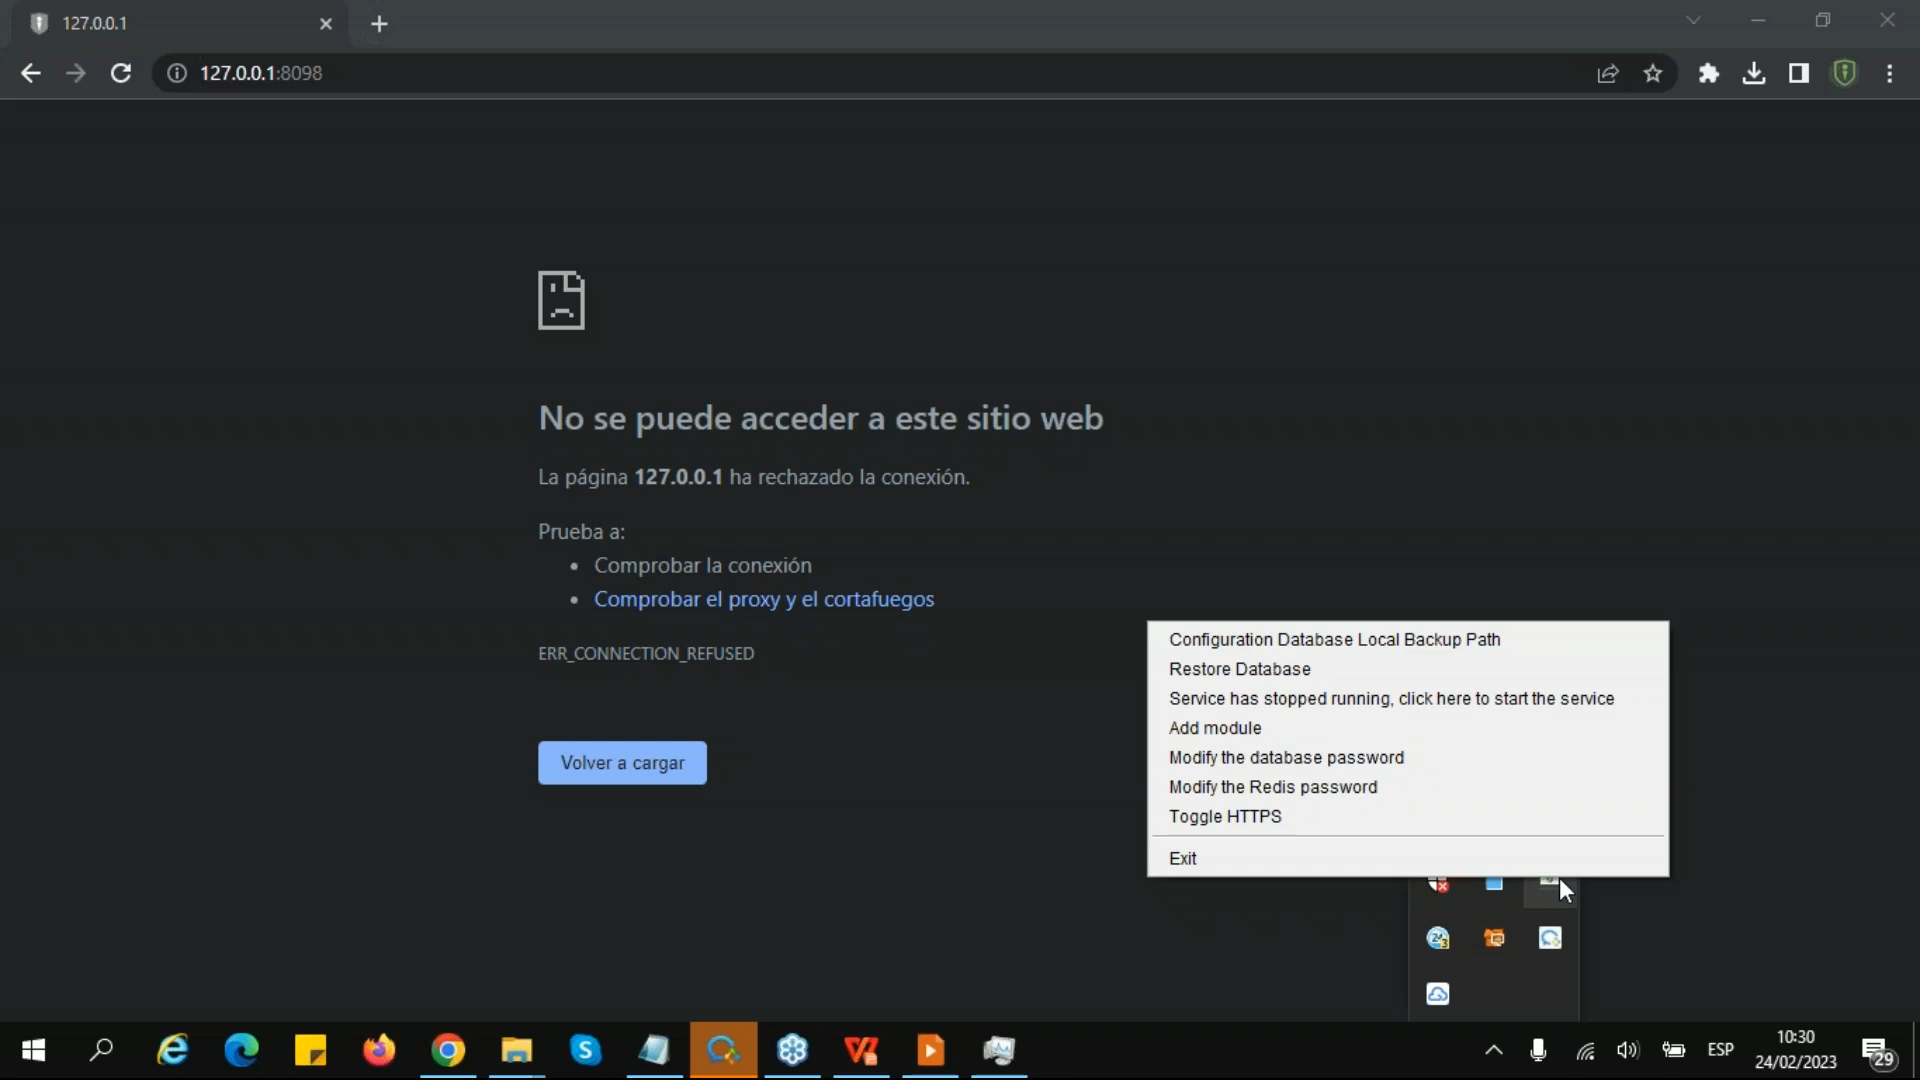 127.0.0.1
127.0.0.1:8098
No se puede acceder a este sitio web
La página 127.0.0.1 ha rechazado la conexión.
Prueba a:
Comprobar la conexión
Comprobar el proxy y el cortafuegos
ERR_CONNECTION_REFUSED
Volver a cargar
Configuration Database Local Backup Path
Restore Database
Service has stopped running, click here to start the service
Add module
Modify the database password
Modify the Redis password
Toggle HTTPS
Exit
ESP
10:30
24/02/2023
29